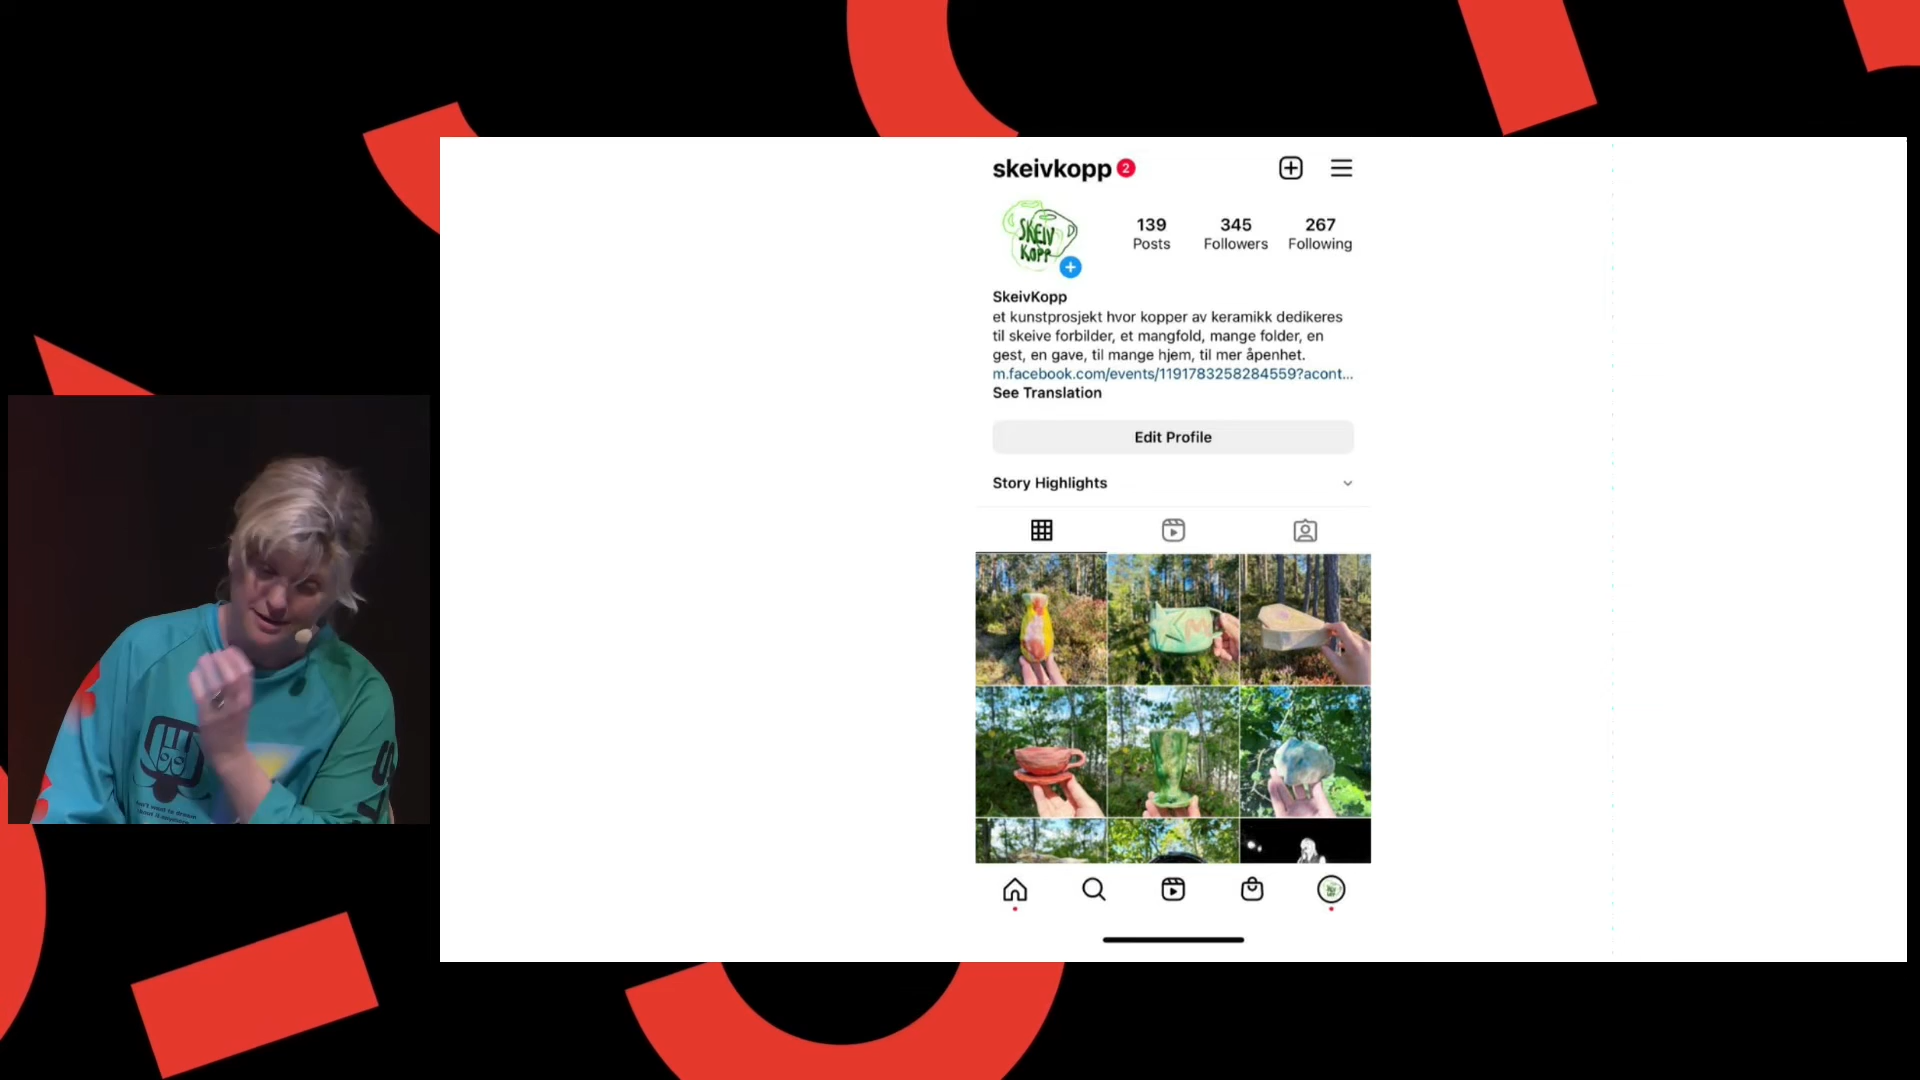 skeivkopp 2
SKEIV
KOPP
139 345 267
Posts Followers Following
SkeivKopp
et kunstprosjekt hvor kopper av keramikk dedikeres
til skeive forbilder, et mangfold, mange folder, en
gest, en gave, til mange hjem, til mer åpenhet.
m.facebook.com/events/1191783258284559?acont...
See Translation
Edit Profile
Story Highlights
M